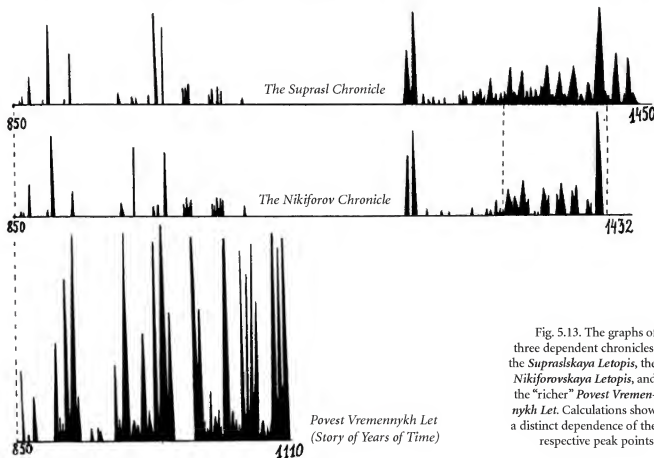 The Suprasl Chronicle
850
1450
The Nikiforov Chronicle
850
1432
Povest Vremennykh Let
(Story of Years of Time)
850
1110
Fig. 5.13. The graphs of
three dependent chronicles
the Supraslskaya Letopis, the
Nikiforovskaya Letopis, and
the "richer" Povest Vremen-
nykh Let. Calculations show
a distinct dependence of the
respective peak points